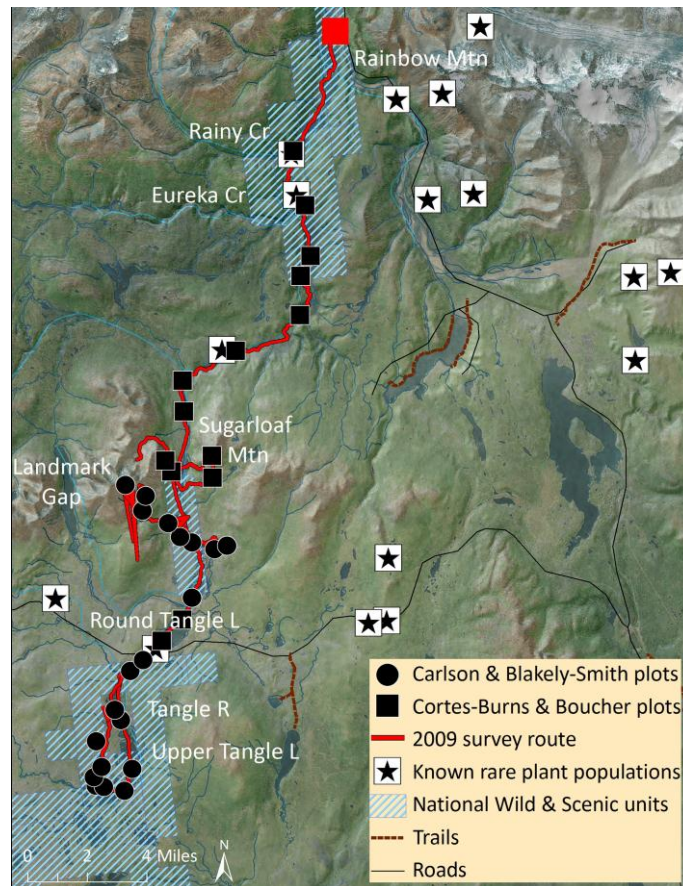 Rainbow Mtn
Rainy Cr
Eureka Cr
Sugarloaf
Mtn
Landmark
Gap
Round Tangle L
Tangle R
Upper Tangle L
Carlson & Blakely-Smith plots
Cortes-Burns & Boucher plots
2009 survey route
Known rare plant populations
National Wild & Scenic units
Trails
Roads
0 2 4 Miles
N